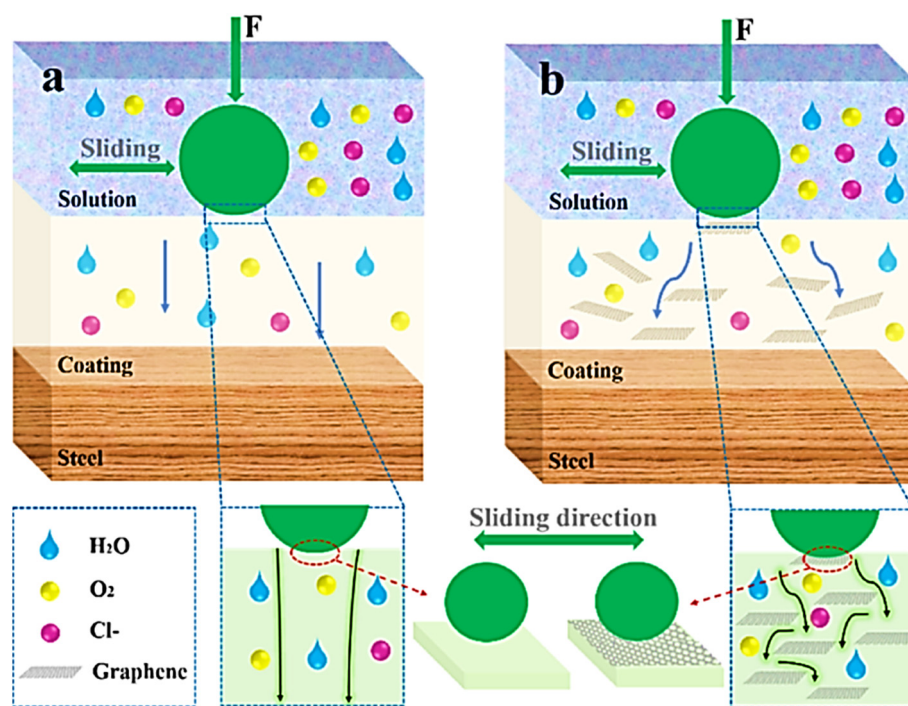 F
a
Sliding
Solution
Coating
Steel
F
b
Sliding
Solution
Coating
Steel
H₂O
O₂
Cl-
Graphene
Sliding direction